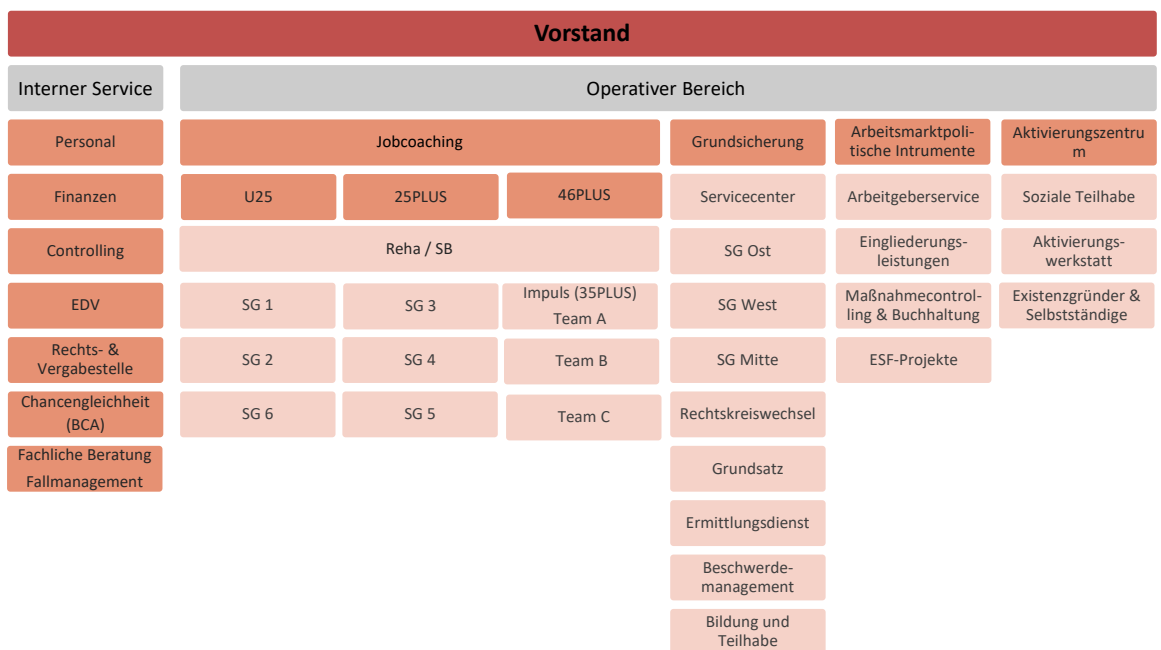 Vorstand
Interner Service
Operativer Bereich
Personal
Jobcoaching
Grundsicherung
Arbeitsmarktpoli-
tische Intrumente
Aktivierungszentru
m
Finanzen
U25
25PLUS
46PLUS
Servicecenter
Arbeitgeberservice
Soziale Teilhabe
Controlling
Reha / SB
SG Ost
Eingliederungs-
leistungen
Aktivierungs-
werkstatt
EDV
SG 1
SG 3
Impuls (35PLUS)
Team A
SG West
Maßnahmecontrol-
ling & Buchhaltung
Existenzgründer &
Selbstständige
Rechts- &
Vergabestelle
SG 2
SG 4
Team B
SG Mitte
ESF-Projekte
Chancengleichheit
(BCA)
SG 6
SG 5
Team C
Rechtskreiswechsel
Fachliche Beratung
Fallmanagement
Grundsatz
Ermittlungsdienst
Beschwerde-
management
Bildung und
Teilhabe